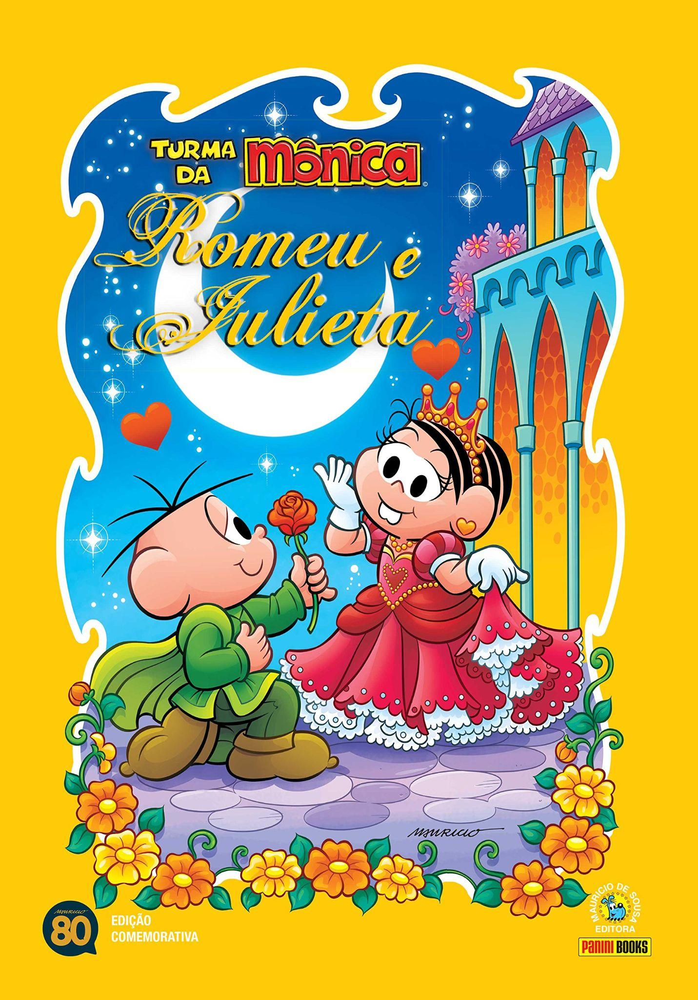 TURMA
DA
mônica
©
Romeu e
Julieta
MAURICIO
MAURICIO
80
EDIÇÃO
COMEMORATIVA
MAURICIO DE SOUSA
EDITORA
PANINI BOOKS